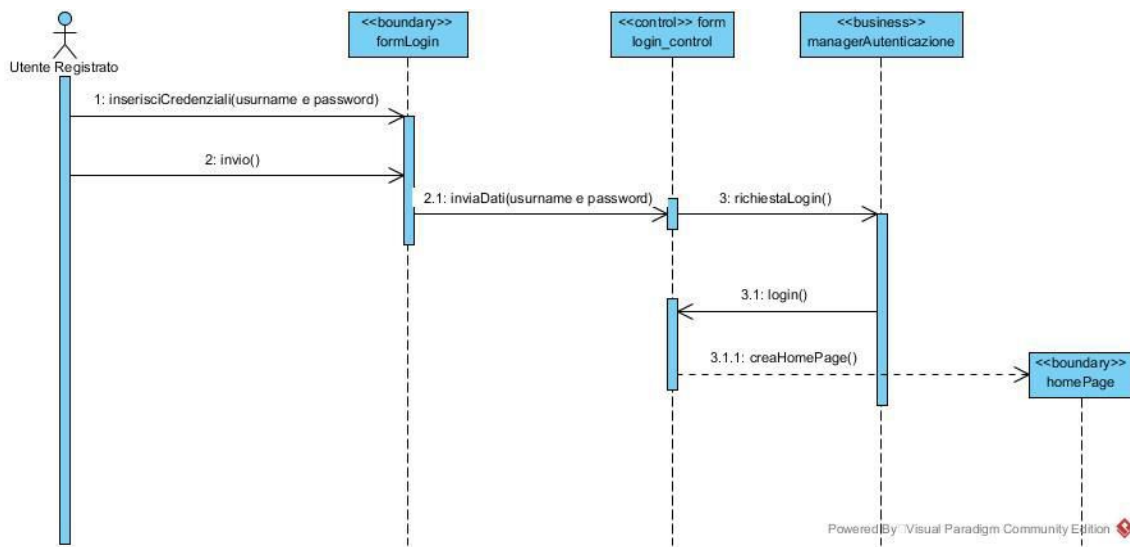 <<boundary>>
formLogin
<<control>> form
login_control
<<business>>
managerAutenticazione
Utente Registrato
1: inserisciCredenziali(usurname e password)
2: invio()
2.1: inviaDati(usurname e password)
3: richiestaLogin()
3.1: login()
3.1.1: creaHomePage()
<<boundary>>
homePage
Powered By Visual Paradigm Community Edition